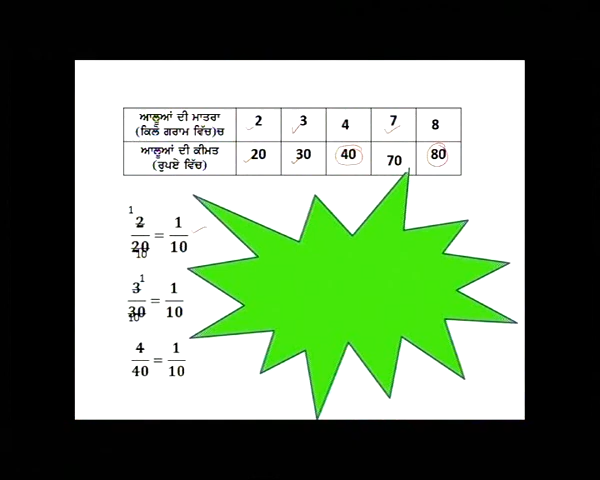 ਆਲੂਆਂ ਦੀ ਮਾਤਰਾ 2 3 4 7 8
(ਕਿਲੋ ਗਰਾਮ ਵਿੱਚ)ਚ
ਆਲੂਆਂ ਦੀ ਕੀਮਤ 20 30 40 70 80
(ਰੁਪਏ ਵਿੱਚ)
1
2/20 = 1/10
10
1
3/30 = 1/10
10
4/40 = 1/10